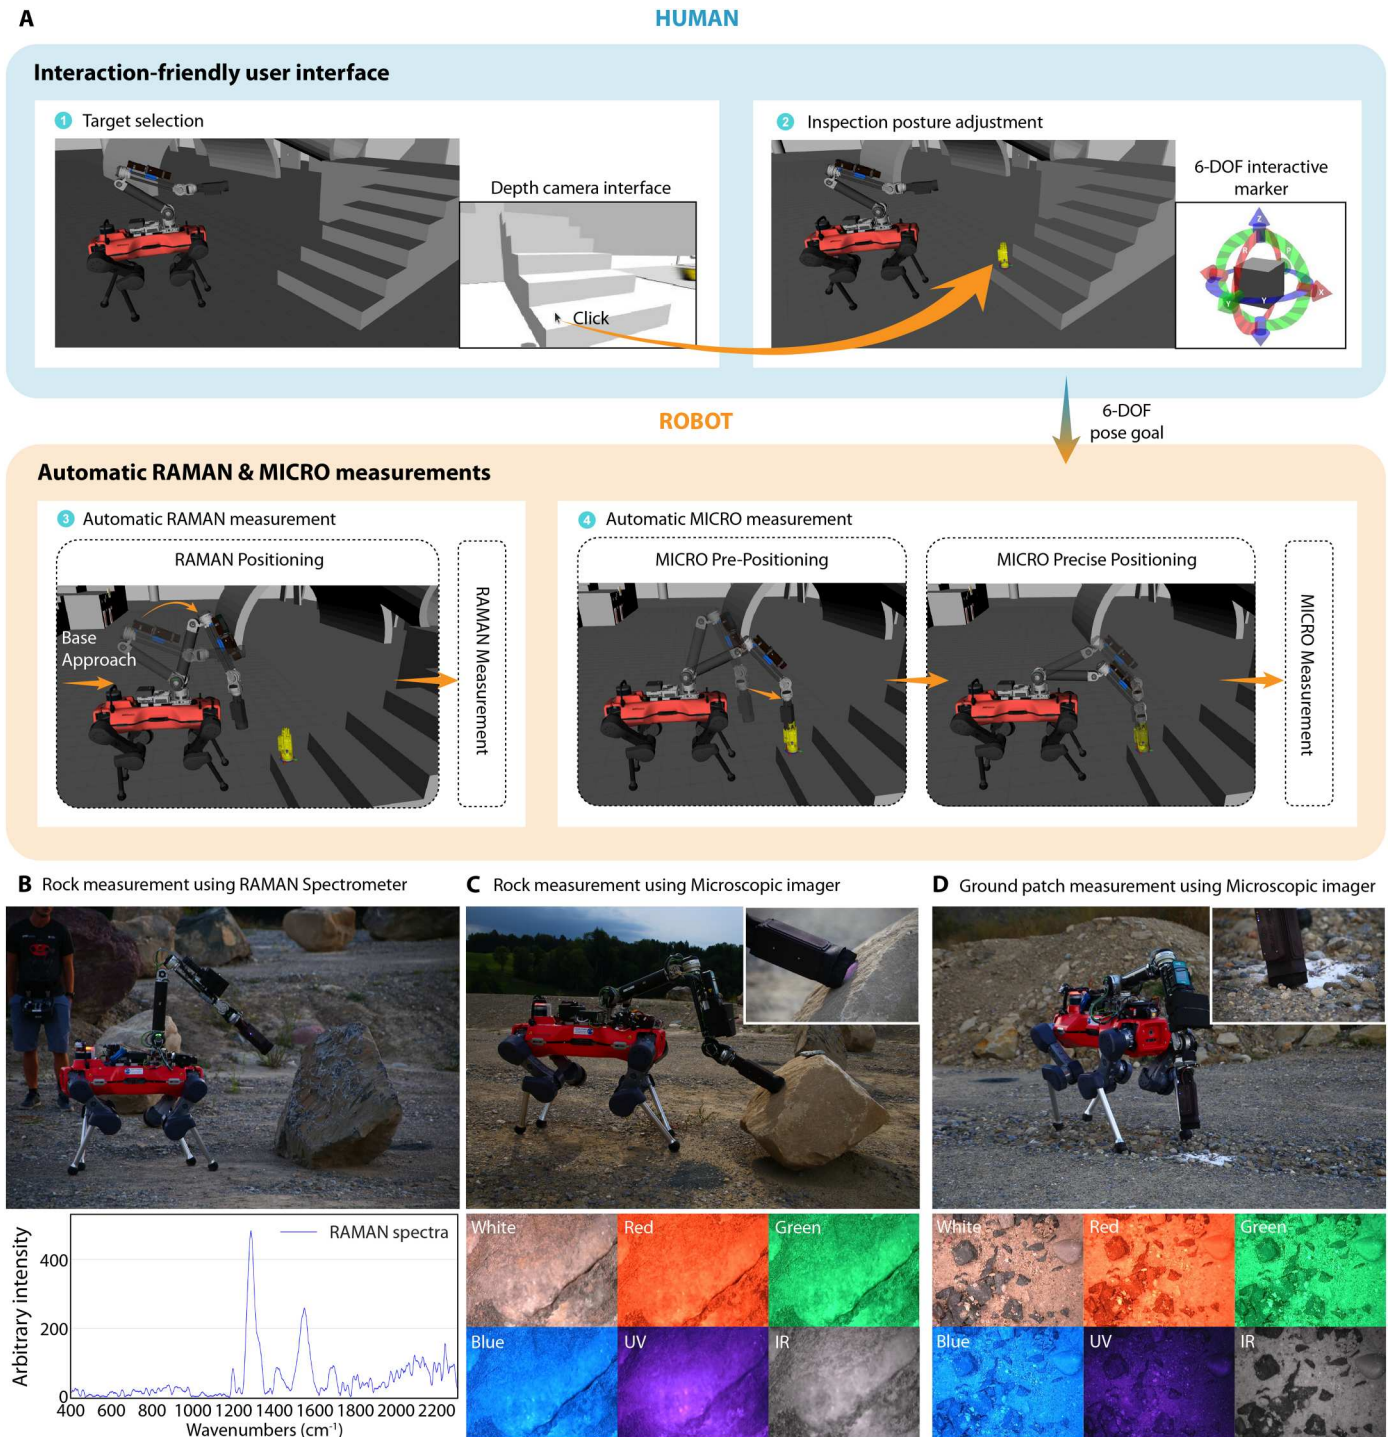 A
HUMAN
Interaction-friendly user interface
1 Target selection
Depth camera interface
Click
2 Inspection posture adjustment
6-DOF interactive
marker
Z
X
Y
Y
6-DOF
pose goal
ROBOT
Automatic RAMAN & MICRO measurements
3 Automatic RAMAN measurement
RAMAN Positioning
Base
Approach
RAMAN Measurement
4 Automatic MICRO measurement
MICRO Pre-Positioning
MICRO Precise Positioning
MICRO Measurement
B Rock measurement using RAMAN Spectrometer
C Rock measurement using Microscopic imager
D Ground patch measurement using Microscopic imager
Arbitrary intensity
RAMAN spectra
400
200
0
400 600 800 1000 1200 1400 1600 1800 2000 2200
Wavenumbers (cm⁻¹)
White Red Green
Blue UV IR
White Red Green
Blue UV IR